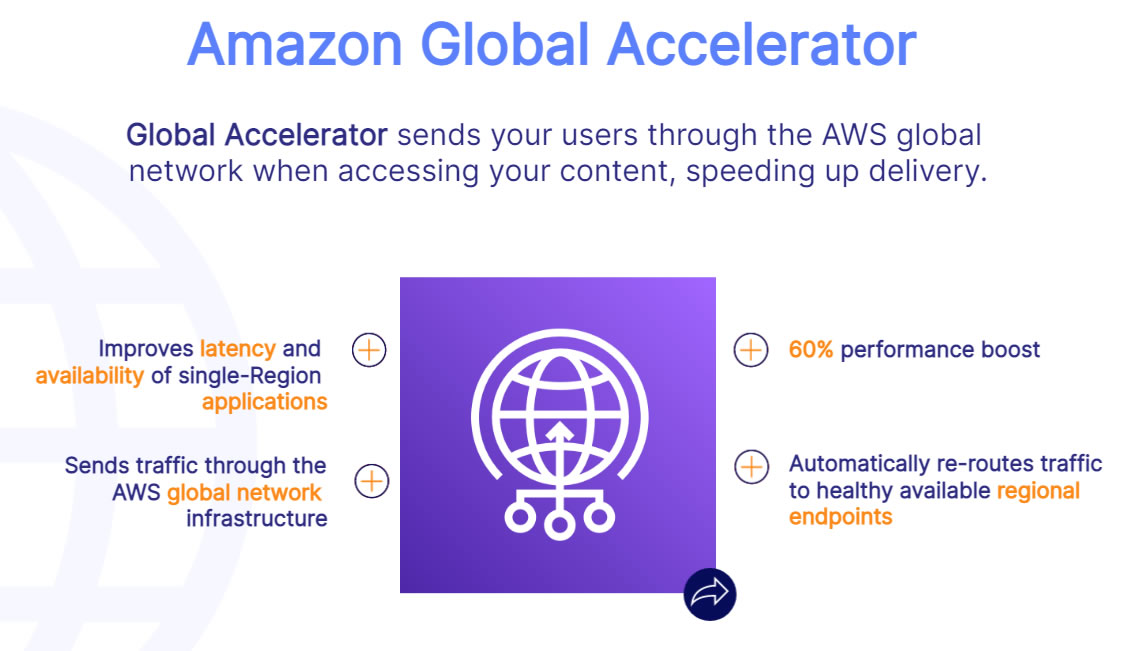 Amazon Global Accelerator
Global Accelerator sends your users through the AWS global
network when accessing your content, speeding up delivery.
Improves latency and
availability of single-Region
applications
Sends traffic through the
AWS global network
infrastructure
60% performance boost
Automatically re-routes traffic
to healthy available regional
endpoints